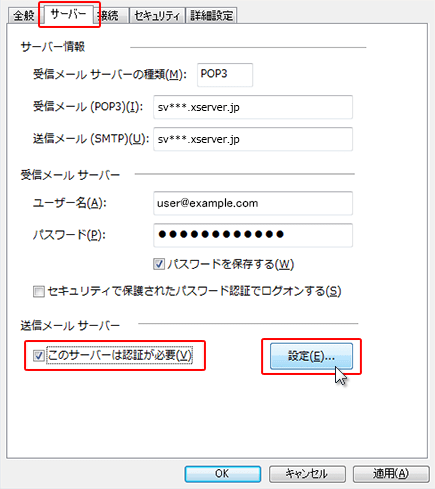 全般 サーバー 接続 セキュリティ 詳細設定
サーバー情報
受信メール サーバーの種類(M): POP3
受信メール (POP3)(I): sv***.xserver.jp
送信メール (SMTP)(U): sv***.xserver.jp
受信メール サーバー
ユーザー名(A): user@example.com
パスワード(P): ●●●●●●●●●●●●
パスワードを保存する(W)
セキュリティで保護されたパスワード認証でログオンする(S)
送信メール サーバー
このサーバーは認証が必要(V) 設定(E)...
OK キャンセル 適用(A)